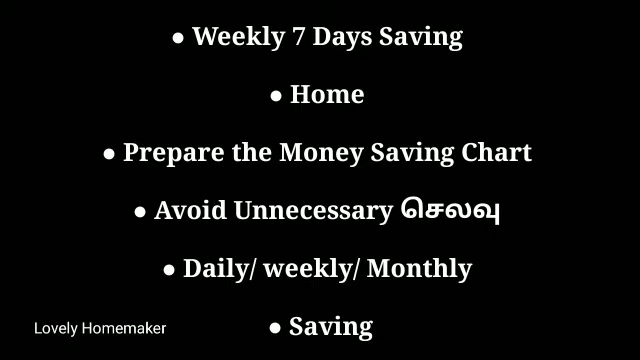 ● Weekly 7 Days Saving
● Home
● Prepare the Money Saving Chart
● Avoid Unnecessary செலவு
● Daily/ weekly/ Monthly
● Saving
Lovely Homemaker